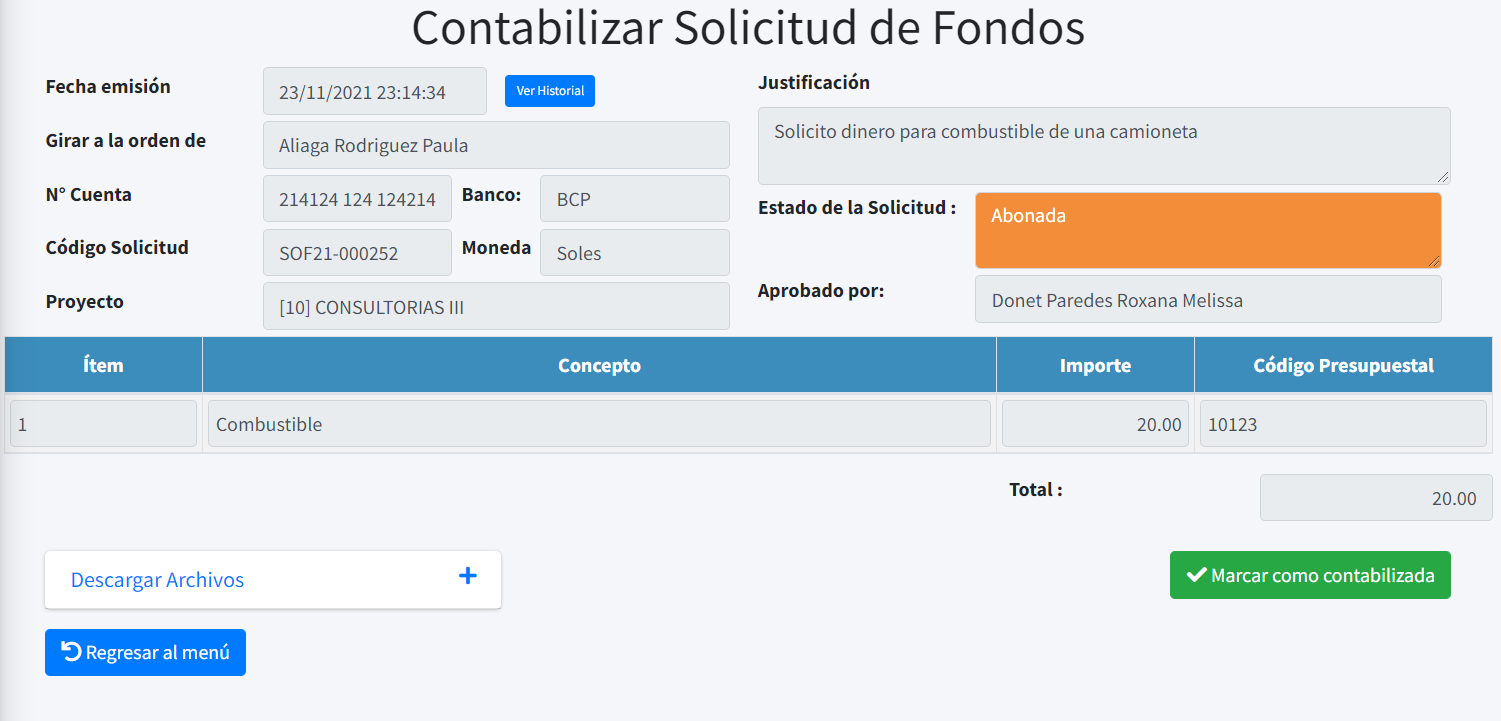 Contabilizar Solicitud de Fondos
Fecha emisión
23/11/2021 23:14:34
Ver Historial
Girar a la orden de
Aliaga Rodriguez Paula
N° Cuenta
214124 124 124214
Banco:
BCP
Código Solicitud
SOF21-000252
Moneda
Soles
Proyecto
[10] CONSULTORIAS III
Justificación
Solicito dinero para combustible de una camioneta
Estado de la Solicitud :
Abonada
Aprobado por:
Donet Paredes Roxana Melissa
Ítem
Concepto
Importe
Código Presupuestal
1
Combustible
20.00
10123
Total :
20.00
Descargar Archivos
Marcar como contabilizada
Regresar al menú